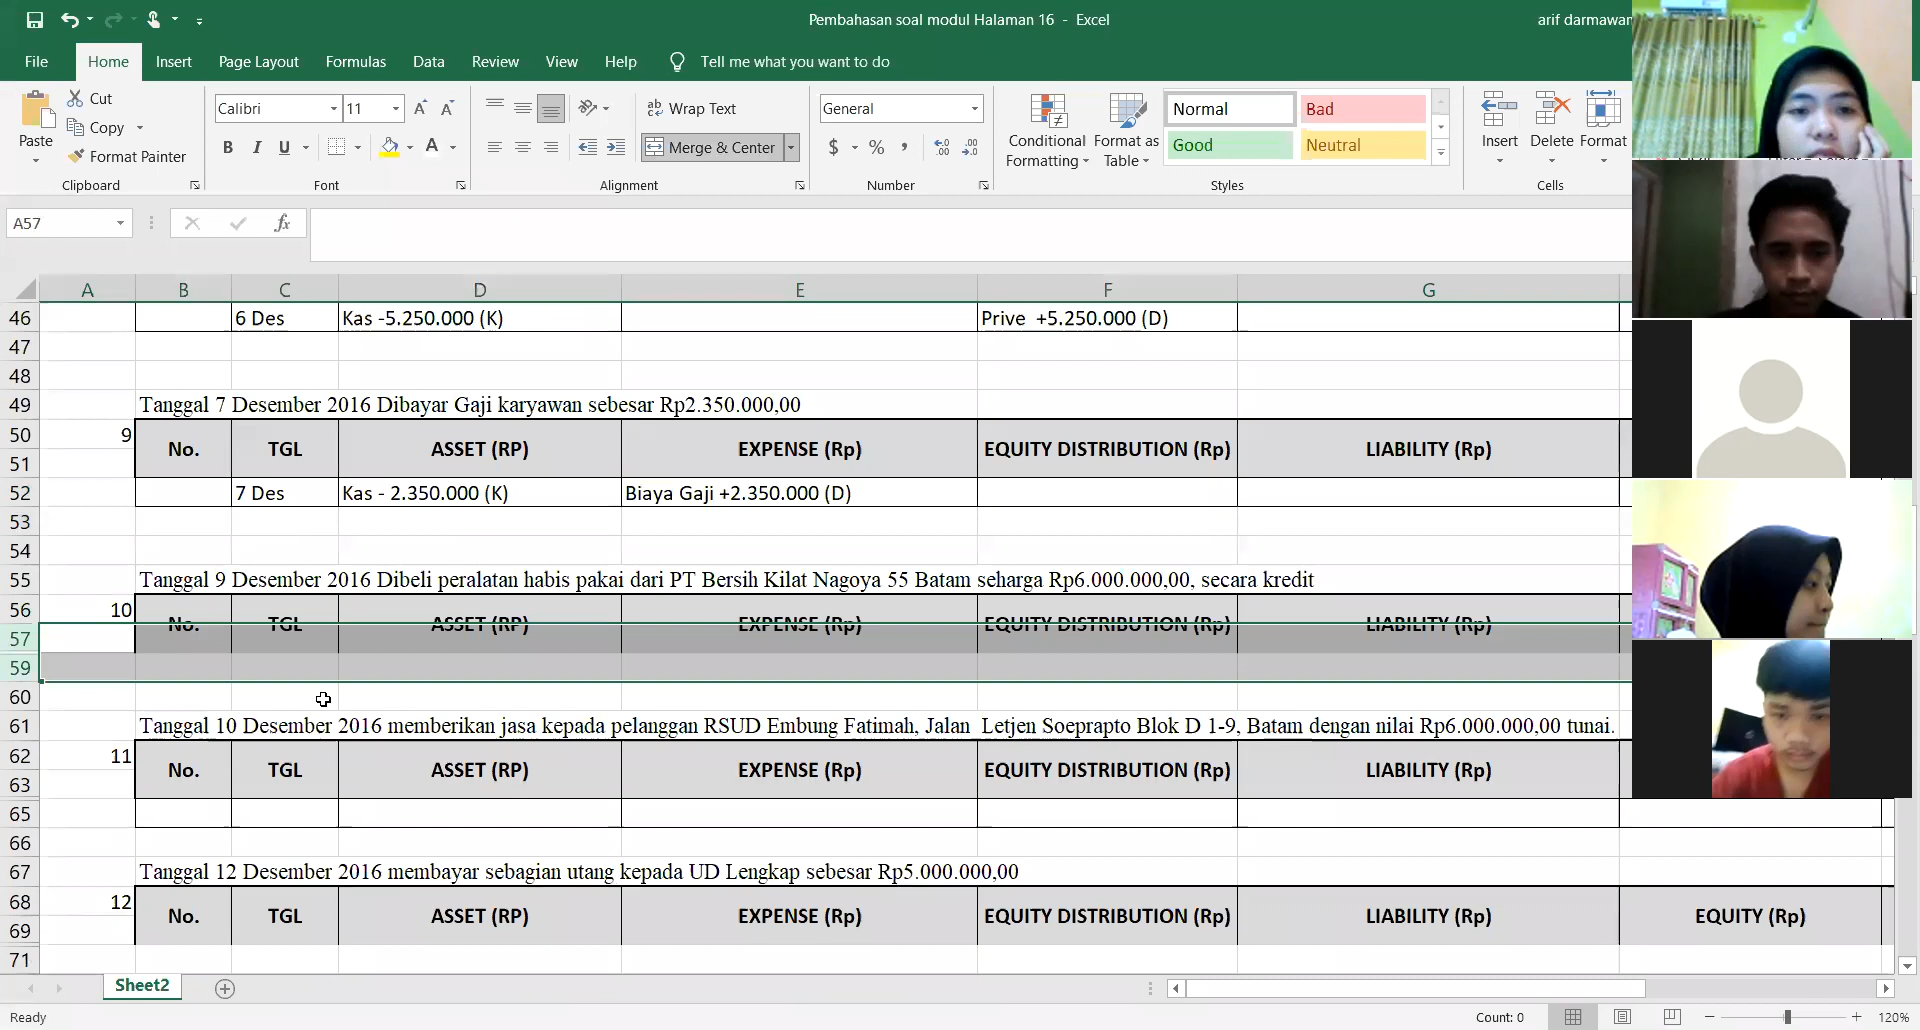 Pembahasan soal modul Halaman 16 - Excel
arif darmawan
File Home Insert Page Layout Formulas Data Review View Help Tell me what you want to do
Paste
Cut
Copy
Format Painter
Clipboard
Calibri 11
B I U
Font
Wrap Text
Merge & Center
Alignment
General
$ % ,
Number
Conditional Formatting
Format as Table
Normal Bad
Good Neutral
Styles
Insert Delete Format
Cells
A57 fx
A B C D E F G
46 6 Des Kas -5.250.000 (K) Prive +5.250.000 (D)
47
48
49 Tanggal 7 Desember 2016 Dibayar Gaji karyawan sebesar Rp2.350.000,00
50 9 No. TGL ASSET (RP) EXPENSE (Rp) EQUITY DISTRIBUTION (Rp) LIABILITY (Rp)
51
52 7 Des Kas - 2.350.000 (K) Biaya Gaji +2.350.000 (D)
53
54
55 Tanggal 9 Desember 2016 Dibeli peralatan habis pakai dari PT Bersih Kilat Nagoya 55 Batam seharga Rp6.000.000,00, secara kredit
56 10 No. TGL ASSET (RP) EXPENSE (Rp) EQUITY DISTRIBUTION (Rp) LIABILITY (Rp)
57
59
60
61 Tanggal 10 Desember 2016 memberikan jasa kepada pelanggan RSUD Embung Fatimah, Jalan Letjen Soeprapto Blok D 1-9, Batam dengan nilai Rp6.000.000,00 tunai.
62 11 No. TGL ASSET (RP) EXPENSE (Rp) EQUITY DISTRIBUTION (Rp) LIABILITY (Rp)
63
65
66
67 Tanggal 12 Desember 2016 membayar sebagian utang kepada UD Lengkap sebesar Rp5.000.000,00
68 12 No. TGL ASSET (RP) EXPENSE (Rp) EQUITY DISTRIBUTION (Rp) LIABILITY (Rp) EQUITY (Rp)
69
71
Sheet2
Ready Count: 0 120%